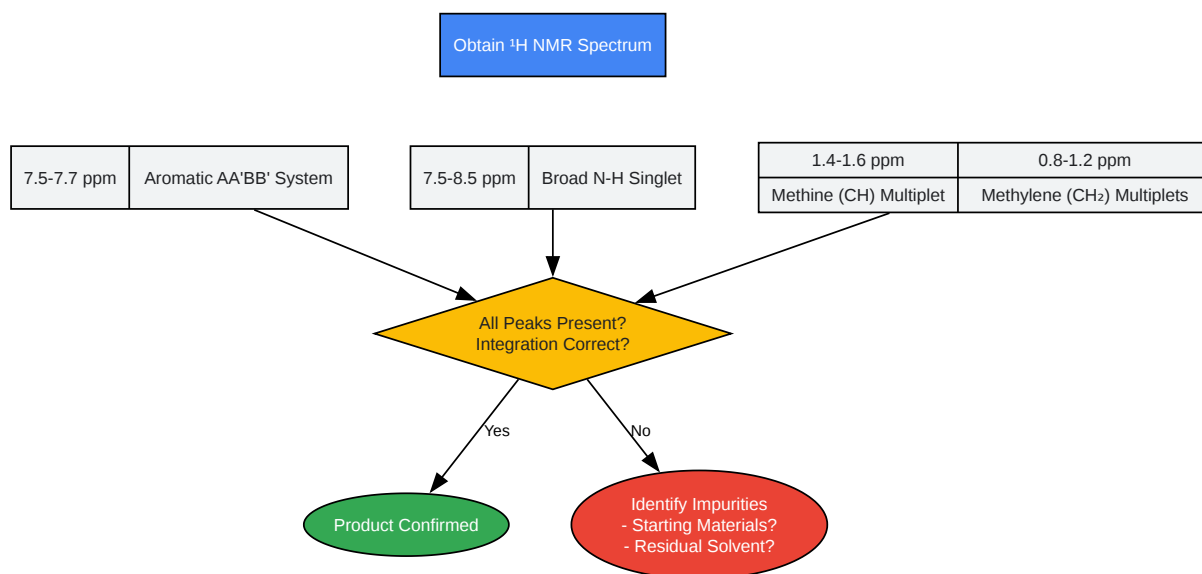 Obtain ¹H NMR Spectrum
7.5-7.7 ppm
Aromatic AA'BB' System
7.5-8.5 ppm
Broad N-H Singlet
1.4-1.6 ppm
0.8-1.2 ppm
Methine (CH) Multiplet
Methylene (CH₂) Multiplets
All Peaks Present?
Integration Correct?
Yes
No
Product Confirmed
Identify Impurities
- Starting Materials?
- Residual Solvent?